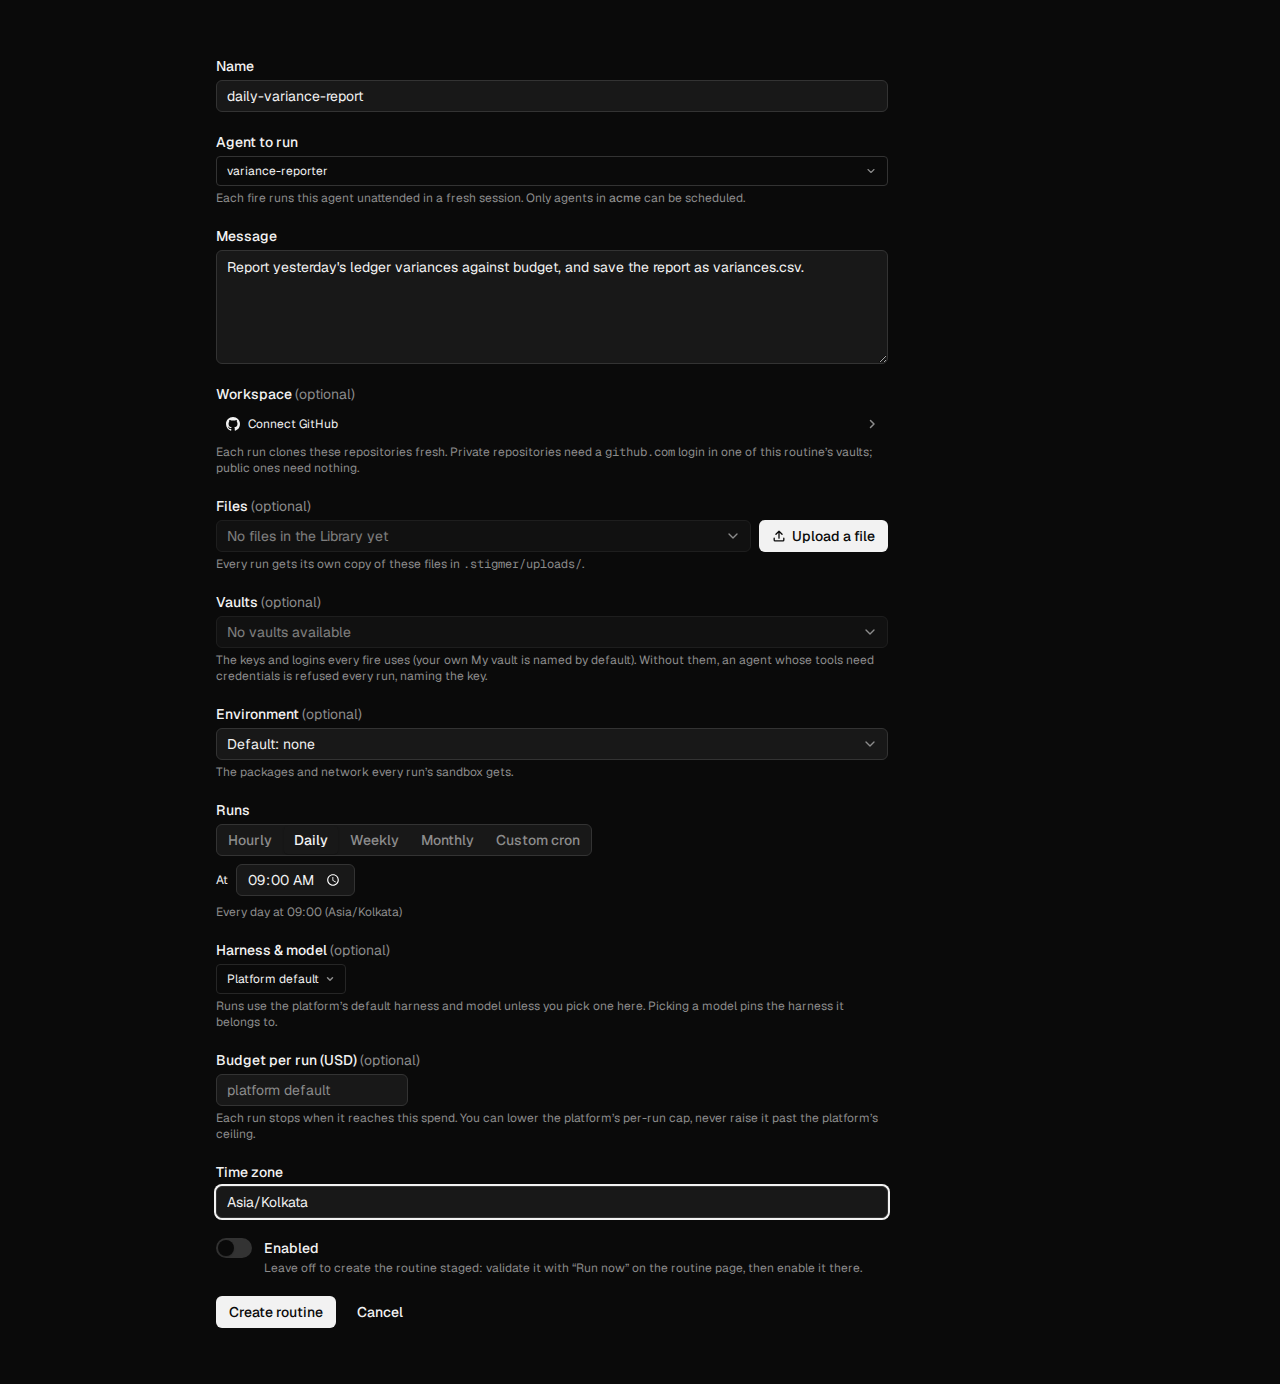 Name
daily-variance-report
Agent to run
variance-reporter
Each fire runs this agent unattended in a fresh session. Only agents in acme can be scheduled.
Message
Report yesterday's ledger variances against budget, and save the report as variances.csv.
Workspace (optional)
Connect GitHub
Each run clones these repositories fresh. Private repositories need a github.com login in one of this routine's vaults;
public ones need nothing.
Files (optional)
No files in the Library yet
Upload a file
Every run gets its own copy of these files in .stigmer/uploads/.
Vaults (optional)
No vaults available
The keys and logins every fire uses (your own My vault is named by default). Without them, an agent whose tools need
credentials is refused every run, naming the key.
Environment (optional)
Default: none
The packages and network every run's sandbox gets.
Runs
Hourly Daily Weekly Monthly Custom cron
At 09:00 AM
Every day at 09:00 (Asia/Kolkata)
Harness & model (optional)
Platform default
Runs use the platform's default harness and model unless you pick one here. Picking a model pins the harness it
belongs to.
Budget per run (USD) (optional)
platform default
Each run stops when it reaches this spend. You can lower the platform's per-run cap, never raise it past the platform's
ceiling.
Time zone
Asia/Kolkata
Enabled
Leave off to create the routine staged: validate it with “Run now” on the routine page, then enable it there.
Create routine Cancel